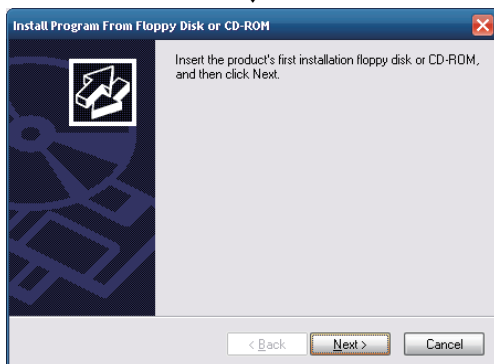 Install Program From Floppy Disk or CD-ROM
Insert the product's first installation floppy disk or CD-ROM,
and then click Next.
< Back
Next >
Cancel